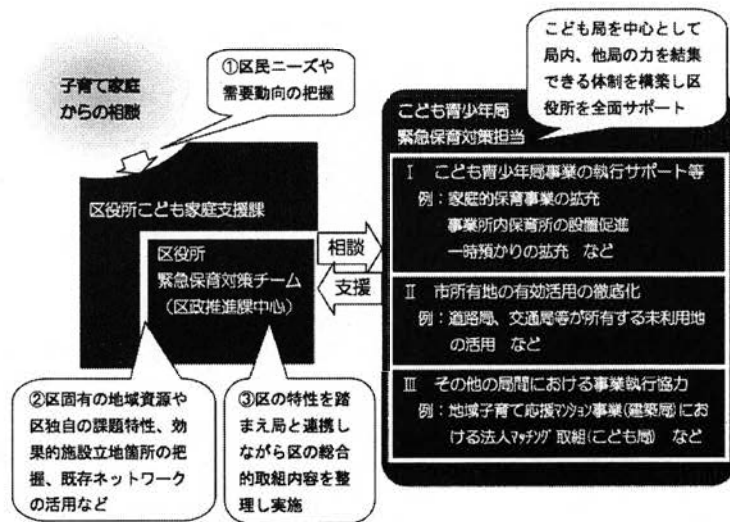 子育て家庭
からの相談
①区民ニーズや
需要動向の把握
区役所こども家庭支援課
区役所
緊急保育対策チーム
（区政推進課中心）
②区固有の地域資源や
区独自の課題特性、効
果的施設立地箇所の把
握、既存ネットワーク
の活用など
③区の特性を踏
まえ局と連携し
ながら区の総合
的取組内容を整
理し実施
相談
支援
こども局を中心として
局内、他局の力を結集
できる体制を構築し区
役所を全面サポート
こども青少年局
緊急保育対策担当
Ⅰ こども青少年局事業の執行サポート等
例：家庭的保育事業の拡充
事業所内保育所の設置促進
一時預かりの拡充 など
Ⅱ 市所有地の有効活用の徹底化
例：道路局、交通局等が所有する未利用地
の活用 など
Ⅲ その他の局間における事業執行協力
例：地域子育て応援マンション事業(建築局)にお
ける法人マッチング取組(こども局) など